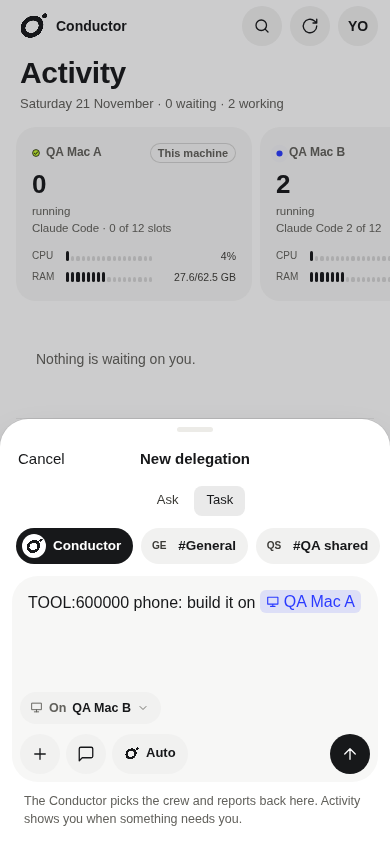 Conductor
YO
Activity
Saturday 21 November · 0 waiting · 2 working
QA Mac A
This machine
0
running
Claude Code · 0 of 12 slots
CPU
4%
RAM
27.6/62.5 GB
QA Mac B
2
running
Claude Code 2 of 12
CPU
RAM
Nothing is waiting on you.
Cancel
New delegation
Ask
Task
Conductor
GE #General
QS #QA shared
TOOL:600000 phone: build it on QA Mac A
On QA Mac B
Auto
The Conductor picks the crew and reports back here. Activity
shows you when something needs you.